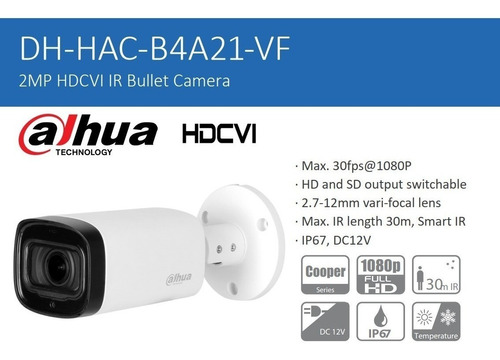 DH-HAC-B4A21-VF
2MP HDCVI IR Bullet Camera
alhua
TECHNOLOGY
HDCVI
· Max. 30fps@1080P
· HD and SD output switchable
· 2.7-12mm vari-focal lens
· Max. IR length 30m, Smart IR
· IP67, DC12V
alhua
Cooper
Series
1080p
FULL HD
30m IR
DC 12V
IP67
Temperature